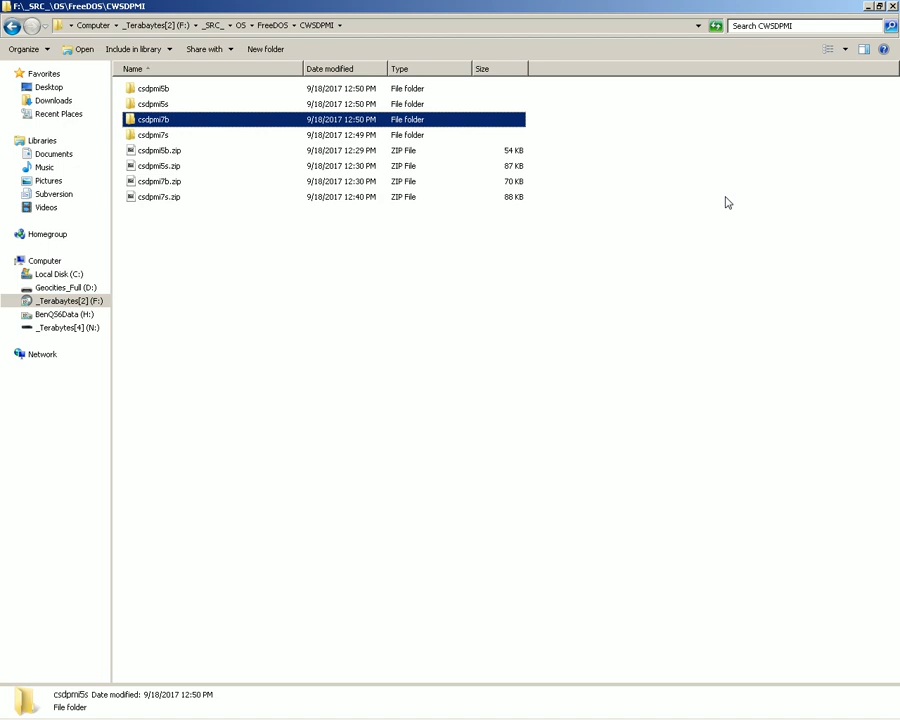 F:\_SRC_\OS\FreeDOS\CWSDPMI
Computer _Terabaytes[2] (F:) _SRC_ OS FreeDOS CWSDPMI Search CWSDPMI
Organize Open Include in library Share with New folder
Name Date modified Type Size
Favorites
Desktop
Downloads
Recent Places
Libraries
Documents
Music
Pictures
Subversion
Videos
Homegroup
Computer
Local Disk (C:)
Geocities_Full (D:)
_Terabaytes[2] (F:)
BenQS6Data (H:)
_Terabytes[4] (N:)
Network
csdpmi5b 9/18/2017 12:50 PM File folder
csdpmi5s 9/18/2017 12:50 PM File folder
csdpmi7b 9/18/2017 12:50 PM File folder
csdpmi7s 9/18/2017 12:49 PM File folder
csdpmi5b.zip 9/18/2017 12:29 PM ZIP File 54 KB
csdpmi5s.zip 9/18/2017 12:30 PM ZIP File 87 KB
csdpmi7b.zip 9/18/2017 12:30 PM ZIP File 70 KB
csdpmi7s.zip 9/18/2017 12:40 PM ZIP File 88 KB
csdpmi5s Date modified: 9/18/2017 12:50 PM
File folder